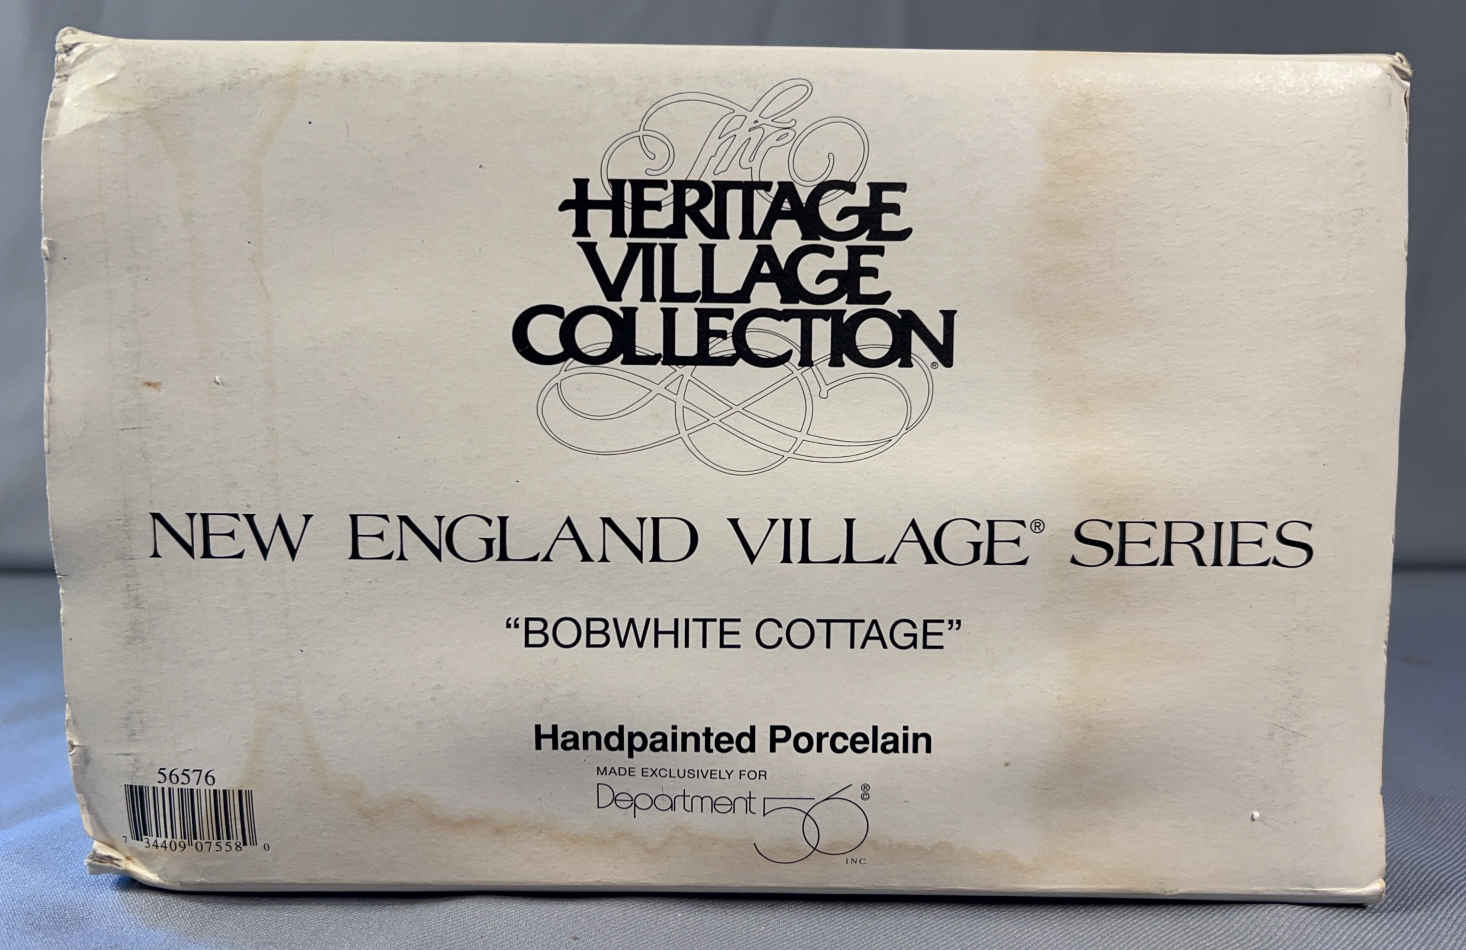 The
HERITAGE
VILLAGE
COLLECTION®
NEW ENGLAND VILLAGE® SERIES
“BOBWHITE COTTAGE”
Handpainted Porcelain
MADE EXCLUSIVELY FOR
Department 56®©
INC
56576
7 34409 07558 0